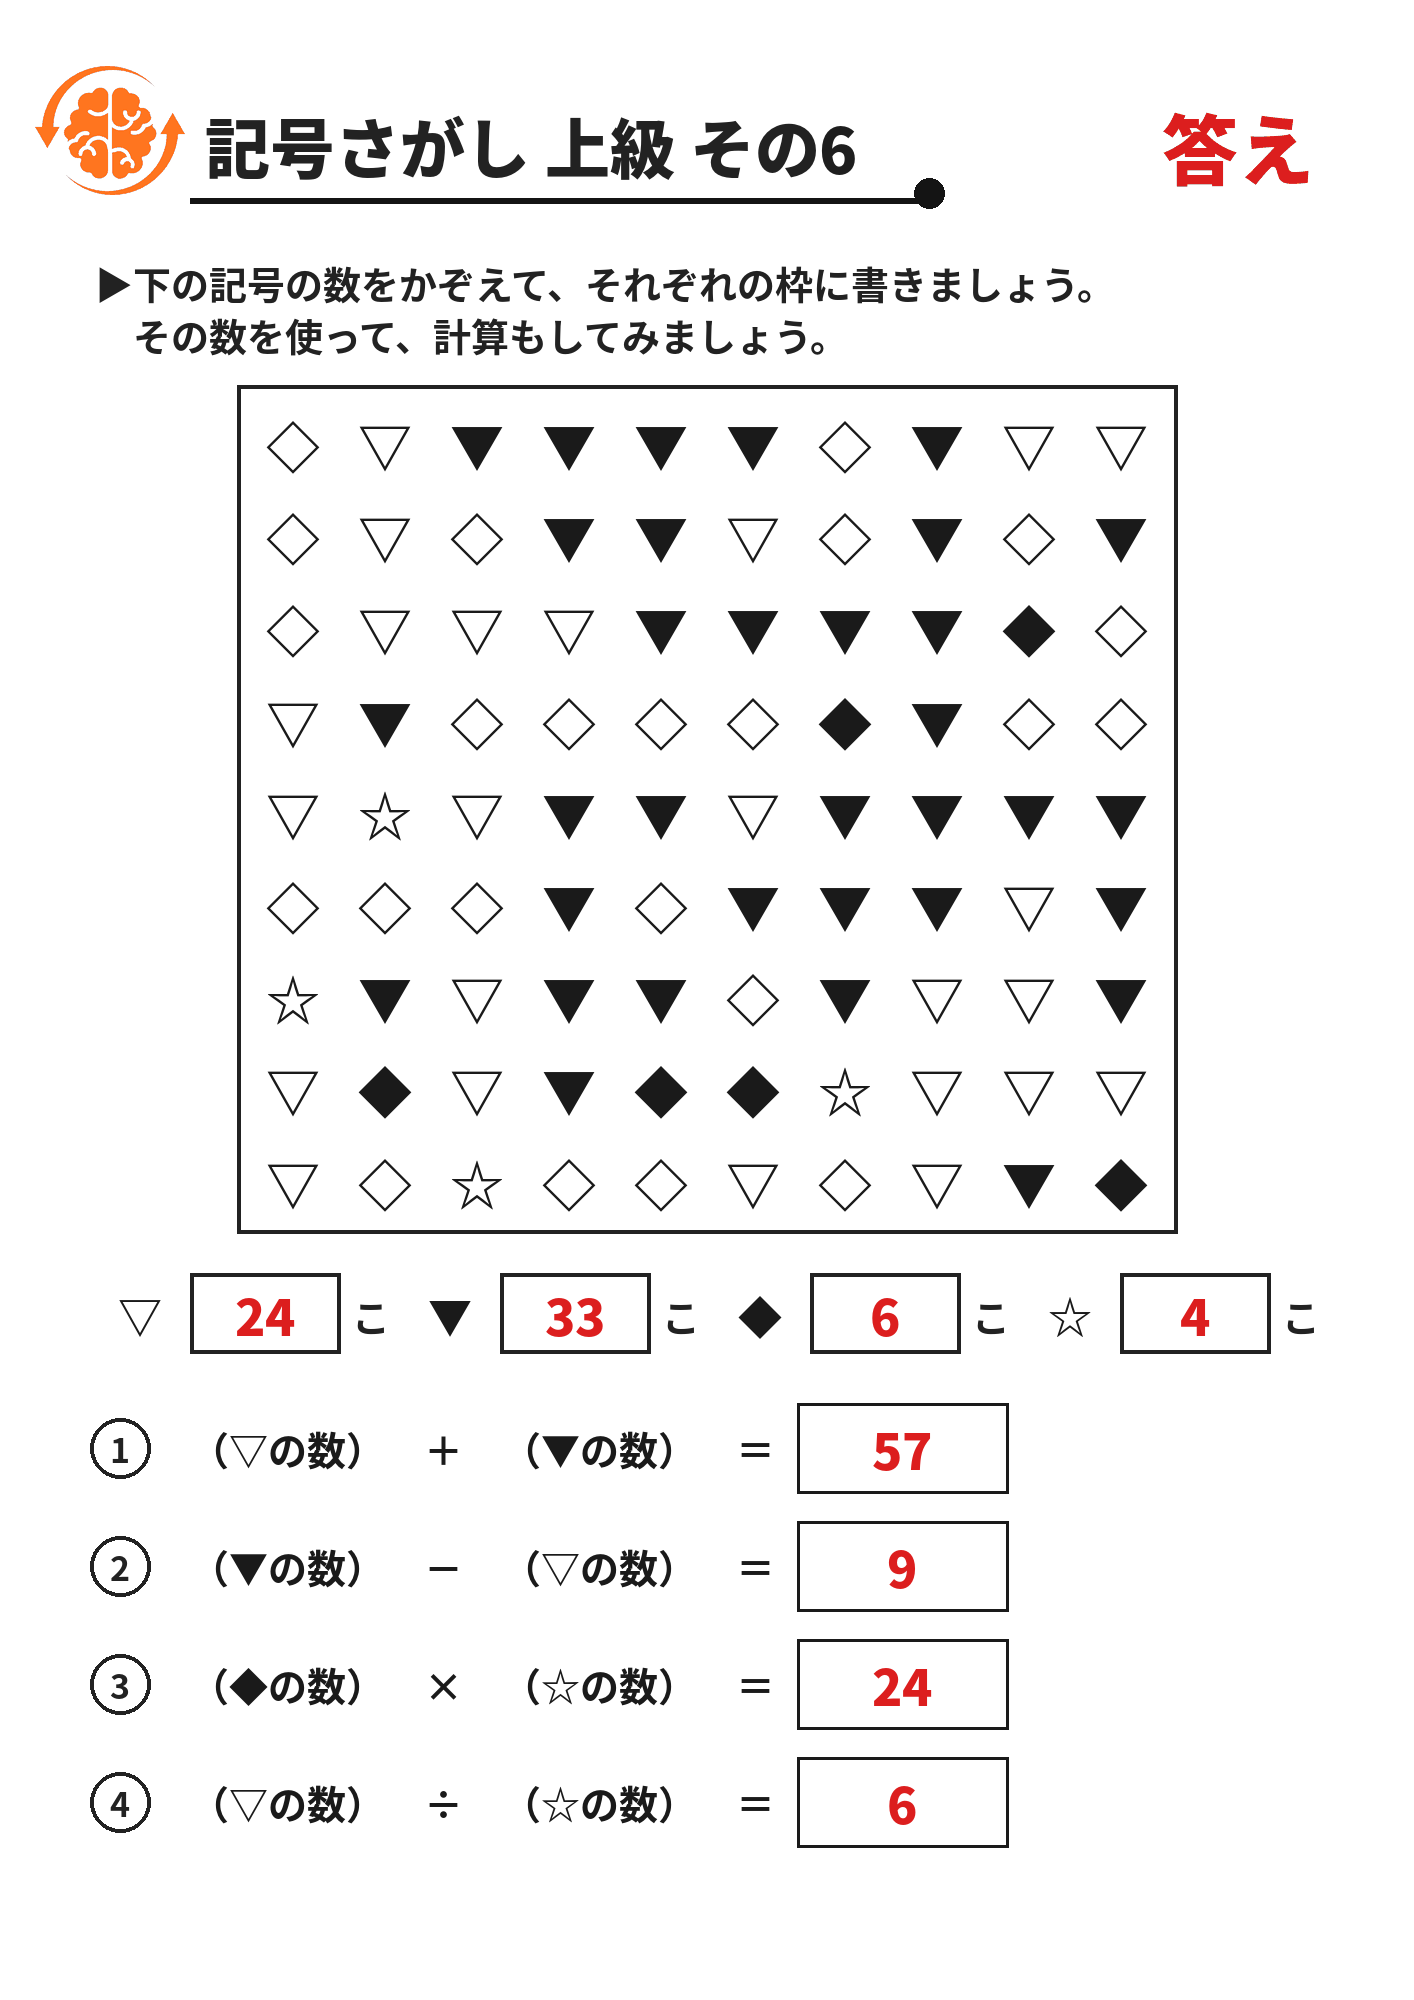 記号さがし 上級 その6
答え
▶下の記号の数をかぞえて、それぞれの枠に書きましょう。
その数を使って、計算もしてみましょう。
◇ ▽ ▼ ▼ ▼ ▼ ◇ ▼ ▽ ▽
◇ ▽ ◇ ▼ ▼ ▽ ◇ ▼ ◇ ▼
◇ ▽ ▽ ▽ ▼ ▼ ▼ ▼ ◆ ◇
▽ ▼ ◇ ◇ ◇ ◇ ◆ ▼ ◇ ◇
▽ ☆ ▽ ▼ ▼ ▽ ▼ ▼ ▼ ▼
◇ ◇ ◇ ▼ ◇ ▼ ▼ ▼ ▽ ▼
☆ ▼ ▽ ▼ ▼ ◇ ▼ ▽ ▽ ▼
▽ ◆ ▽ ▼ ◆ ◆ ☆ ▽ ▽ ▽
▽ ◇ ☆ ◇ ◇ ▽ ◇ ▽ ▼ ◆
▽ 24 こ ▼ 33 こ ◆ 6 こ ☆ 4 こ
① （▽の数） ＋ （▼の数） ＝ 57
② （▼の数） － （▽の数） ＝ 9
③ （◆の数） × （☆の数） ＝ 24
④ （▽の数） ÷ （☆の数） ＝ 6